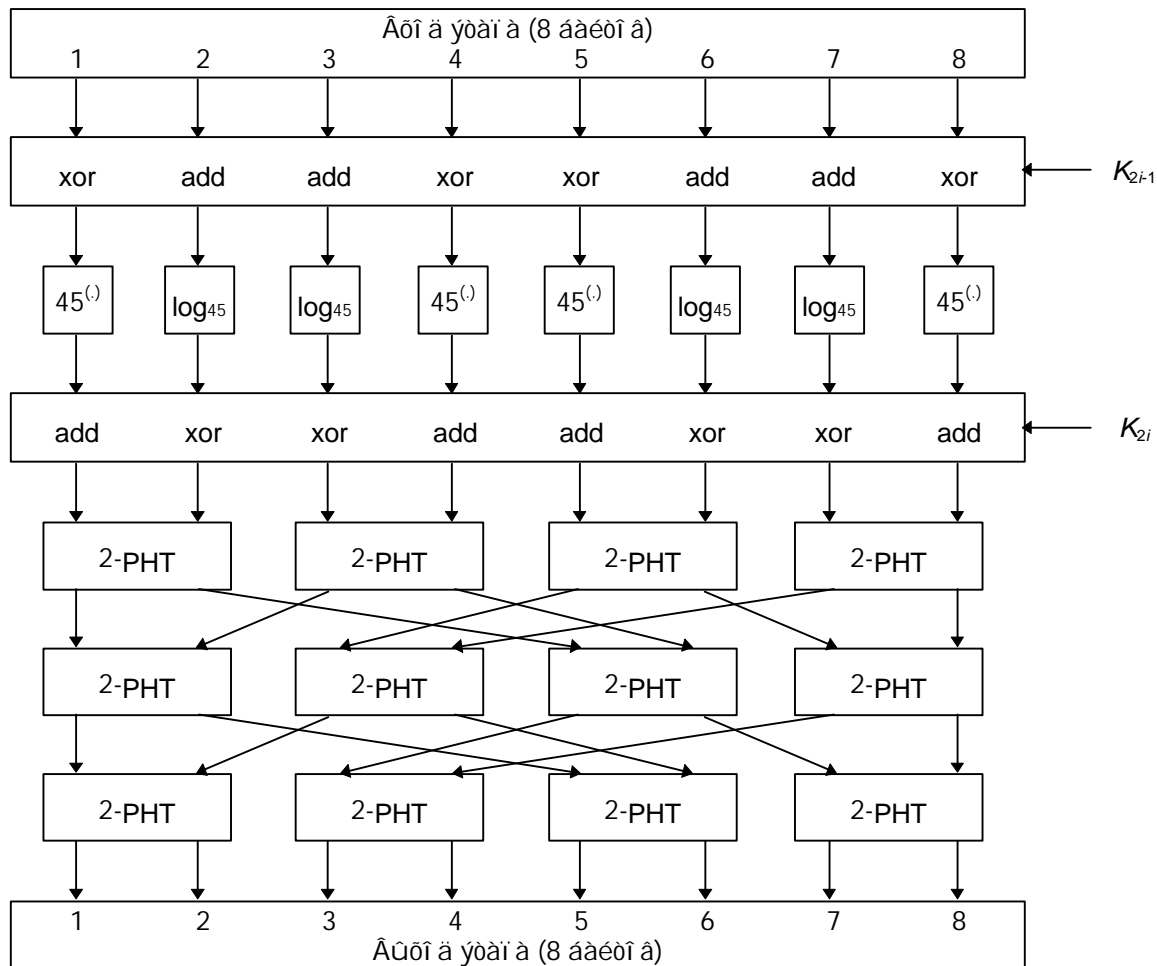 Âõî ä ýòàï à (8 áàéòî â)
1 2 3 4 5 6 7 8
xor add add xor xor add add xor K2i-1
45(.) log45 log45 45(.) 45(.) log45 log45 45(.)
add xor xor add add xor xor add K2i
2-PHT 2-PHT 2-PHT 2-PHT
2-PHT 2-PHT 2-PHT 2-PHT
2-PHT 2-PHT 2-PHT 2-PHT
1 2 3 4 5 6 7 8
Âûõî ä ýòàï à (8 áàéòî â)